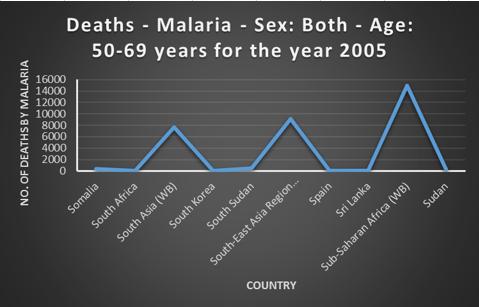 Deaths - Malaria - Sex: Both - Age:
50-69 years for the year 2005
NO. OF DEATHS BY MALARIA
16000
14000
12000
10000
8000
6000
4000
2000
0
Somalia
South Africa
South Asia (WB)
South Korea
South Sudan
South-East Asia Region...
Spain
Sri Lanka
Sub-Saharan Africa (WB)
Sudan
COUNTRY